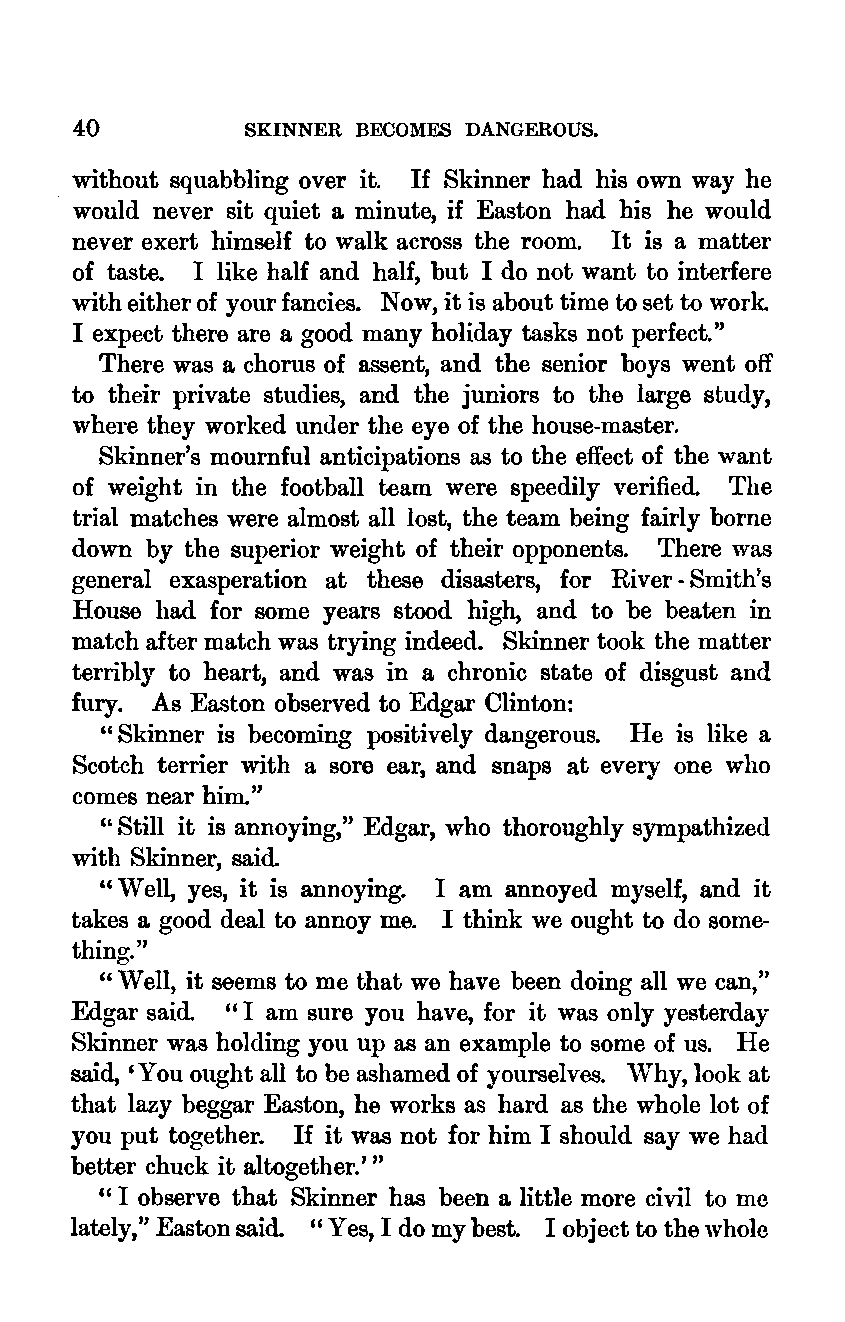 40 SKINNER BECOMES DANGEROUS.
without squabbling over it. If Skinner had his own way he
would never sit quiet a minute, if Easton had his he would
never exert himself to walk across the room. It is a matter
of taste. I like half and half, but I do not want to interfere
with either of your fancies. Now, it is about time to set to work.
I expect there are a good many holiday tasks not perfect.”
There was a chorus of assent, and the senior boys went off
to their private studies, and the juniors to the large study,
where they worked under the eye of the house-master.
Skinner’s mournful anticipations as to the effect of the want
of weight in the football team were speedily verified. The
trial matches were almost all lost, the team being fairly borne
down by the superior weight of their opponents. There was
general exasperation at these disasters, for River-Smith’s
House had for some years stood high, and to be beaten in
match after match was trying indeed. Skinner took the matter
terribly to heart, and was in a chronic state of disgust and
fury. As Easton observed to Edgar Clinton:
“Skinner is becoming positively dangerous. He is like a
Scotch terrier with a sore ear, and snaps at every one who
comes near him.”
“Still it is annoying,” Edgar, who thoroughly sympathized
with Skinner, said.
“Well, yes, it is annoying. I am annoyed myself, and it
takes a good deal to annoy me. I think we ought to do some-
thing.”
“Well, it seems to me that we have been doing all we can,”
Edgar said. “I am sure you have, for it was only yesterday
Skinner was holding you up as an example to some of us. He
said, ‘You ought all to be ashamed of yourselves. Why, look at
that lazy beggar Easton, he works as hard as the whole lot of
you put together. If it was not for him I should say we had
better chuck it altogether.’”
“I observe that Skinner has been a little more civil to me
lately,” Easton said. “Yes, I do my best. I object to the whole